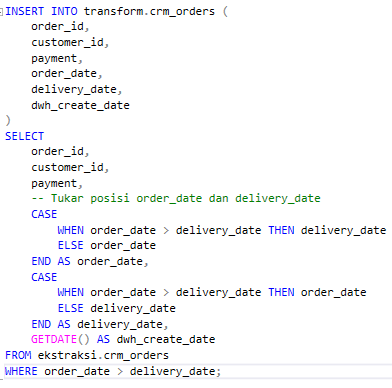 INSERT INTO transform.crm_orders (
order_id,
customer_id,
payment,
order_date,
delivery_date,
dwh_create_date
)
SELECT
order_id,
customer_id,
payment,
-- Tukar posisi order_date dan delivery_date
CASE
WHEN order_date > delivery_date THEN delivery_date
ELSE order_date
END AS order_date,
CASE
WHEN order_date > delivery_date THEN order_date
ELSE delivery_date
END AS delivery_date,
GETDATE() AS dwh_create_date
FROM ekstraksi.crm_orders
WHERE order_date > delivery_date;